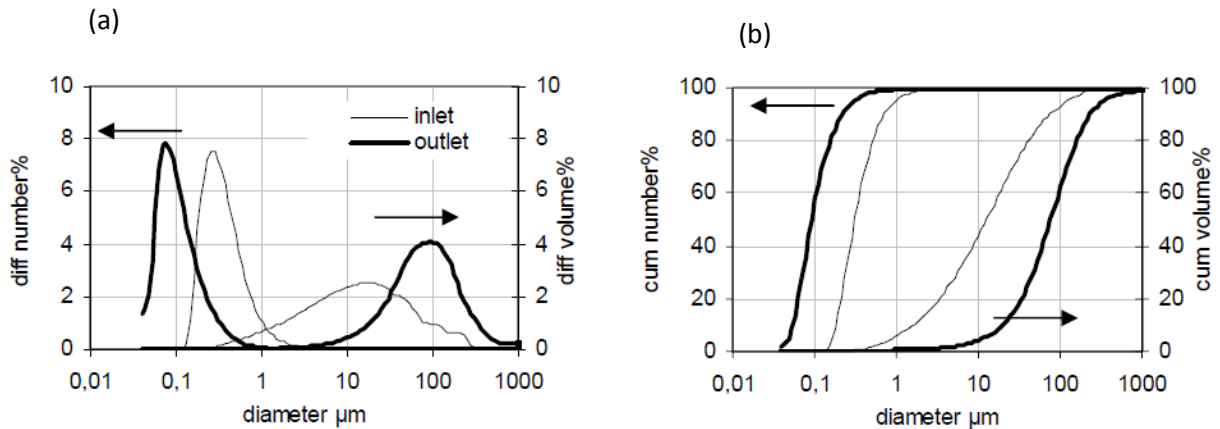 (a)
diff number%
10
8
6
4
2
0
inlet
outlet
10
8
6
4
2
0
diff volume%
0,01 0,1 1 10 100 1000
diameter µm
(b)
cum number%
100
80
60
40
20
0
100
80
60
40
20
0
cum volume%
0,01 0,1 1 10 100 1000
diameter µm